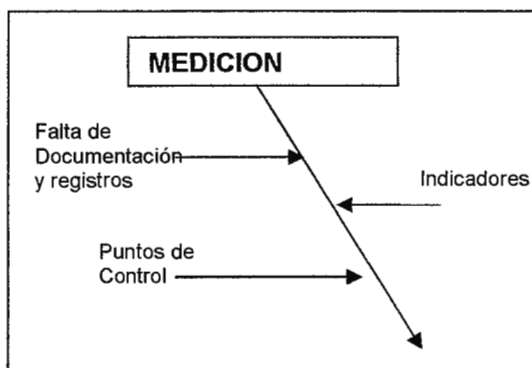 MEDICION
Falta de
Documentación
y registros
Indicadores
Puntos de
Control